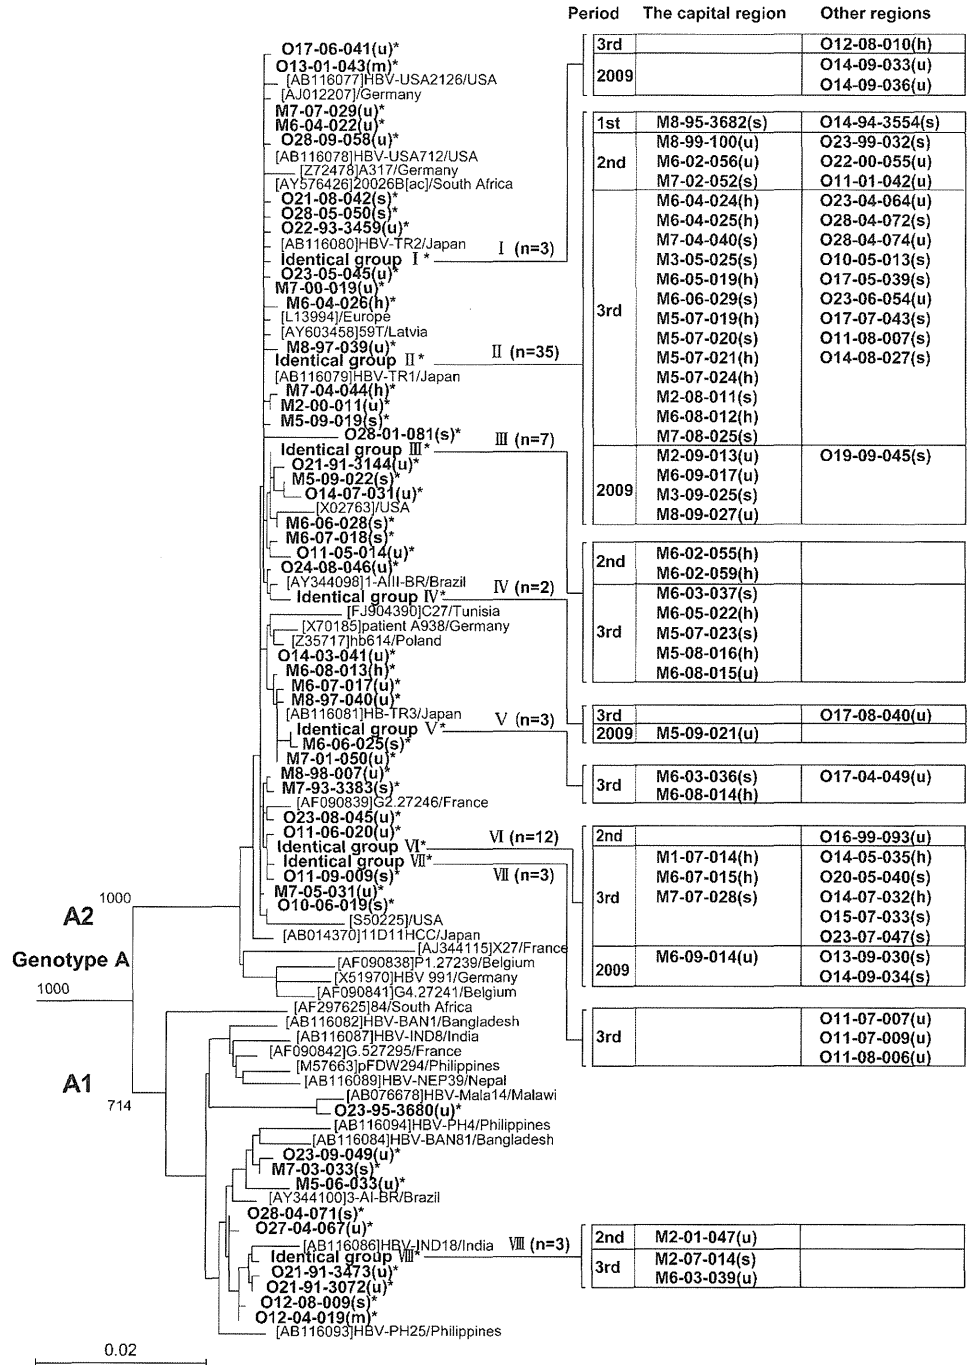 Period The capital region Other regions
O17-06-041(u)*
O13-01-043(m)*
[AB116077]HBV-USA2126/USA
[AJ012207]/Germany
M7-07-029(u)*
M6-04-022(u)*
O28-09-058(u)*
[AB116078]HBV-USA712/USA
[Z72478]A317/Germany
[AY576426]20026B[ac]/South Africa
O21-08-042(s)*
O28-05-050(s)*
O22-93-3459(u)*
[AB116080]HBV-TR2/Japan
Identical group Ⅰ*
O23-05-045(u)*
M7-00-019(u)*
M6-04-026(h)*
[L13994]/Europe
[AY603458]59T/Latvia
M8-97-039(u)*
Identical group Ⅱ*
[AB116079]HBV-TR1/Japan
M7-04-044(h)*
M2-00-011(u)*
M5-09-019(s)*
O28-01-081(s)*
Identical group Ⅲ*
O21-91-3144(u)*
M5-09-022(s)*
O14-07-031(u)*
[X02763]/USA
M6-06-028(s)*
M6-07-018(s)*
O11-05-014(u)*
O24-08-046(u)*
[AY344098]1-AIII-BR/Brazil
Identical group Ⅳ*
[FJ904390]C27/Tunisia
[X70185]patient A938/Germany
[Z35717]hb614/Poland
O14-03-041(u)*
M6-08-013(h)*
M6-07-017(u)*
M8-97-040(u)*
[AB116081]HB-TR3/Japan
Identical group Ⅴ*
M6-06-025(s)*
M7-01-050(u)*
M8-98-007(u)*
M7-93-3383(s)*
[AF090839]G2.27246/France
O23-08-045(u)*
O11-06-020(u)*
Identical group Ⅵ*
Identical group Ⅶ*
O11-09-009(s)*
M7-05-031(u)*
O10-06-019(s)*
[S50225]/USA
[AB014370]11D11HCC/Japan
[AJ344115]X27/France
[AF090838]P1.27239/Belgium
[X51970]HBV 991/Germany
[AF090841]G4.27241/Belgium
[AF297625]84/South Africa
[AB116082]HBV-BAN1/Bangladesh
[AB116087]HBV-IND8/India
[AF090842]G.527295/France
[M57663]pFDW294/Philippines
[AB116089]HBV-NEP39/Nepal
[AB076678]HBV-Mala14/Malawi
O23-95-3680(u)*
[AB116094]HBV-PH4/Philippines
[AB116084]HBV-BAN81/Bangladesh
O23-09-049(u)*
M7-03-033(s)*
M5-06-033(u)*
[AY344100]3-AI-BR/Brazil
O28-04-071(s)*
O27-04-067(u)*
[AB116086]HBV-IND18/India
Identical group Ⅷ*
O21-91-3473(u)*
O21-91-3072(u)*
O12-08-009(s)*
O12-04-019(m)*
[AB116093]HBV-PH25/Philippines
A2 1000
Genotype A
1000
A1
714
0.02
Ⅰ (n=3)
3rd O12-08-010(h)
2009 O14-09-033(u)
O14-09-036(u)
Ⅱ (n=35)
1st M8-95-3682(s) O14-94-3554(s)
2nd M8-99-100(u) O23-99-032(s)
M6-02-056(u) O22-00-055(u)
M7-02-052(s) O11-01-042(u)
3rd M6-04-024(h) O23-04-064(u)
M6-04-025(h) O28-04-072(s)
M7-04-040(s) O28-04-074(u)
M3-05-025(s) O10-05-013(s)
M6-05-019(h) O17-05-039(s)
M6-06-029(s) O23-06-054(u)
M5-07-019(h) O17-07-043(s)
M5-07-020(s) O11-08-007(s)
M5-07-021(h) O14-08-027(s)
M5-07-024(h)
M2-08-011(s)
M6-08-012(h)
M7-08-025(s)
2009 M2-09-013(u) O19-09-045(s)
M6-09-017(u)
M3-09-025(s)
M8-09-027(u)
Ⅲ (n=7)
2nd M6-02-055(h)
M6-02-059(h)
3rd M6-03-037(s)
M6-05-022(h)
M5-07-023(s)
M5-08-016(h)
M6-08-015(u)
Ⅳ (n=2)
3rd O17-08-040(u)
2009 M5-09-021(u)
Ⅴ (n=3)
3rd M6-03-036(s) O17-04-049(u)
M6-08-014(h)
Ⅵ (n=12)
2nd O16-99-093(u)
3rd M1-07-014(h) O14-05-035(h)
M6-07-015(h) O20-05-040(s)
M7-07-028(s) O14-07-032(h)
O15-07-033(s)
O23-07-047(s)
2009 M6-09-014(u) O13-09-030(s)
O14-09-034(s)
Ⅶ (n=3)
3rd O11-07-007(u)
O11-07-009(u)
O11-08-006(u)
Ⅷ (n=3)
2nd M2-01-047(u)
3rd M2-07-014(s)
M6-03-039(u)